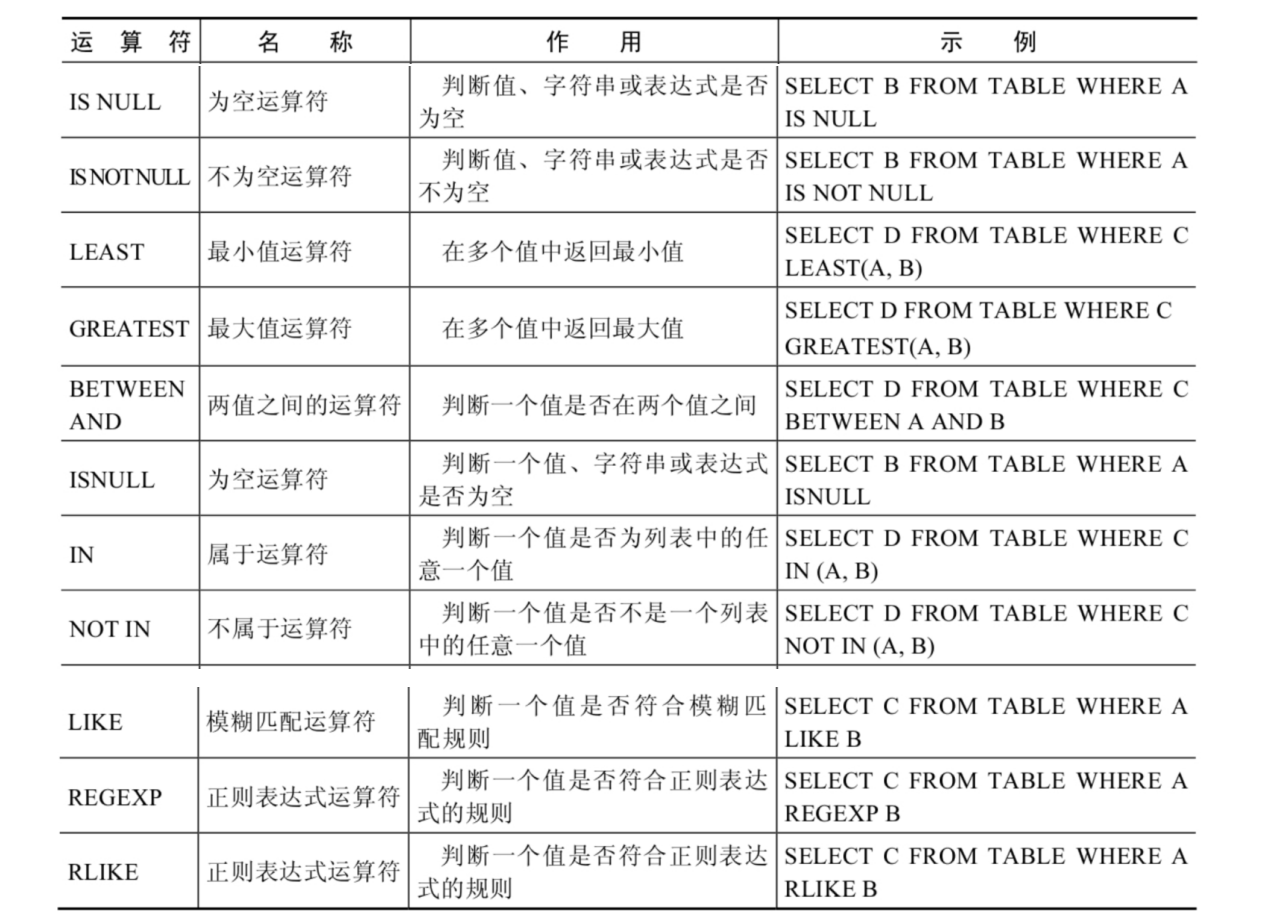 运 算 符 名 称 作 用 示 例
IS NULL 为空运算符 判断值、字符串或表达式是否
为空 SELECT B FROM TABLE WHERE A
IS NULL
IS NOT NULL 不为空运算符 判断值、字符串或表达式是否
不为空 SELECT B FROM TABLE WHERE A
IS NOT NULL
LEAST 最小值运算符 在多个值中返回最小值 SELECT D FROM TABLE WHERE C
LEAST(A, B)
GREATEST 最大值运算符 在多个值中返回最大值 SELECT D FROM TABLE WHERE C
GREATEST(A, B)
BETWEEN
AND 两值之间的运算符 判断一个值是否在两个值之间 SELECT D FROM TABLE WHERE C
BETWEEN A AND B
ISNULL 为空运算符 判断一个值、字符串或表达式
是否为空 SELECT B FROM TABLE WHERE A
ISNULL
IN 属于运算符 判断一个值是否为列表中的任
意一个值 SELECT D FROM TABLE WHERE C
IN (A, B)
NOT IN 不属于运算符 判断一个值是否不是一个列表
中的任意一个值 SELECT D FROM TABLE WHERE C
NOT IN (A, B)
LIKE 模糊匹配运算符 判断一个值是否符合模糊匹
配规则 SELECT C FROM TABLE WHERE A
LIKE B
REGEXP 正则表达式运算符 判断一个值是否符合正则表达
式的规则 SELECT C FROM TABLE WHERE A
REGEXP B
RLIKE 正则表达式运算符 判断一个值是否符合正则表达
式的规则 SELECT C FROM TABLE WHERE A
RLIKE B